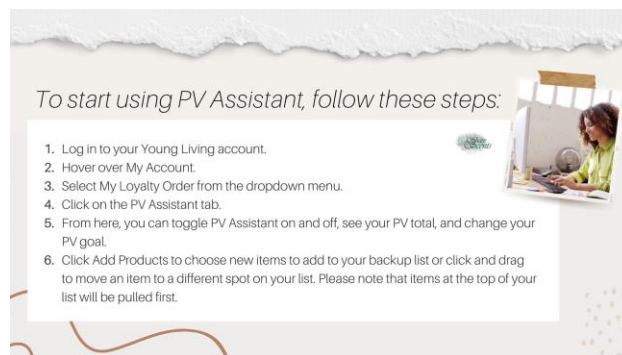 To start using PV Assistant, follow these steps:
1. Log in to your Young Living account.
2. Hover over My Account.
3. Select My Loyalty Order from the dropdown menu.
4. Click on the PV Assistant tab.
5. From here, you can toggle PV Assistant on and off, see your PV total, and change your
PV goal.
6. Click Add Products to choose new items to add to your backup list or click and drag
to move an item to a different spot on your list. Please note that items at the top of your
list will be pulled first.